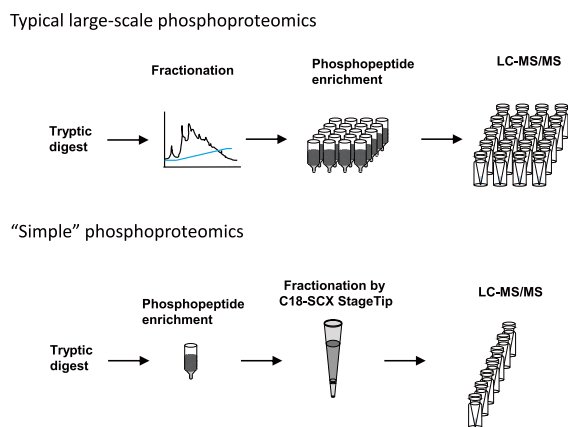 Typical large-scale phosphoproteomics
Fractionation
Phosphopeptide
enrichment
LC-MS/MS
Tryptic
digest
“Simple” phosphoproteomics
Phosphopeptide
enrichment
Fractionation by
C18-SCX StageTip
LC-MS/MS
Tryptic
digest